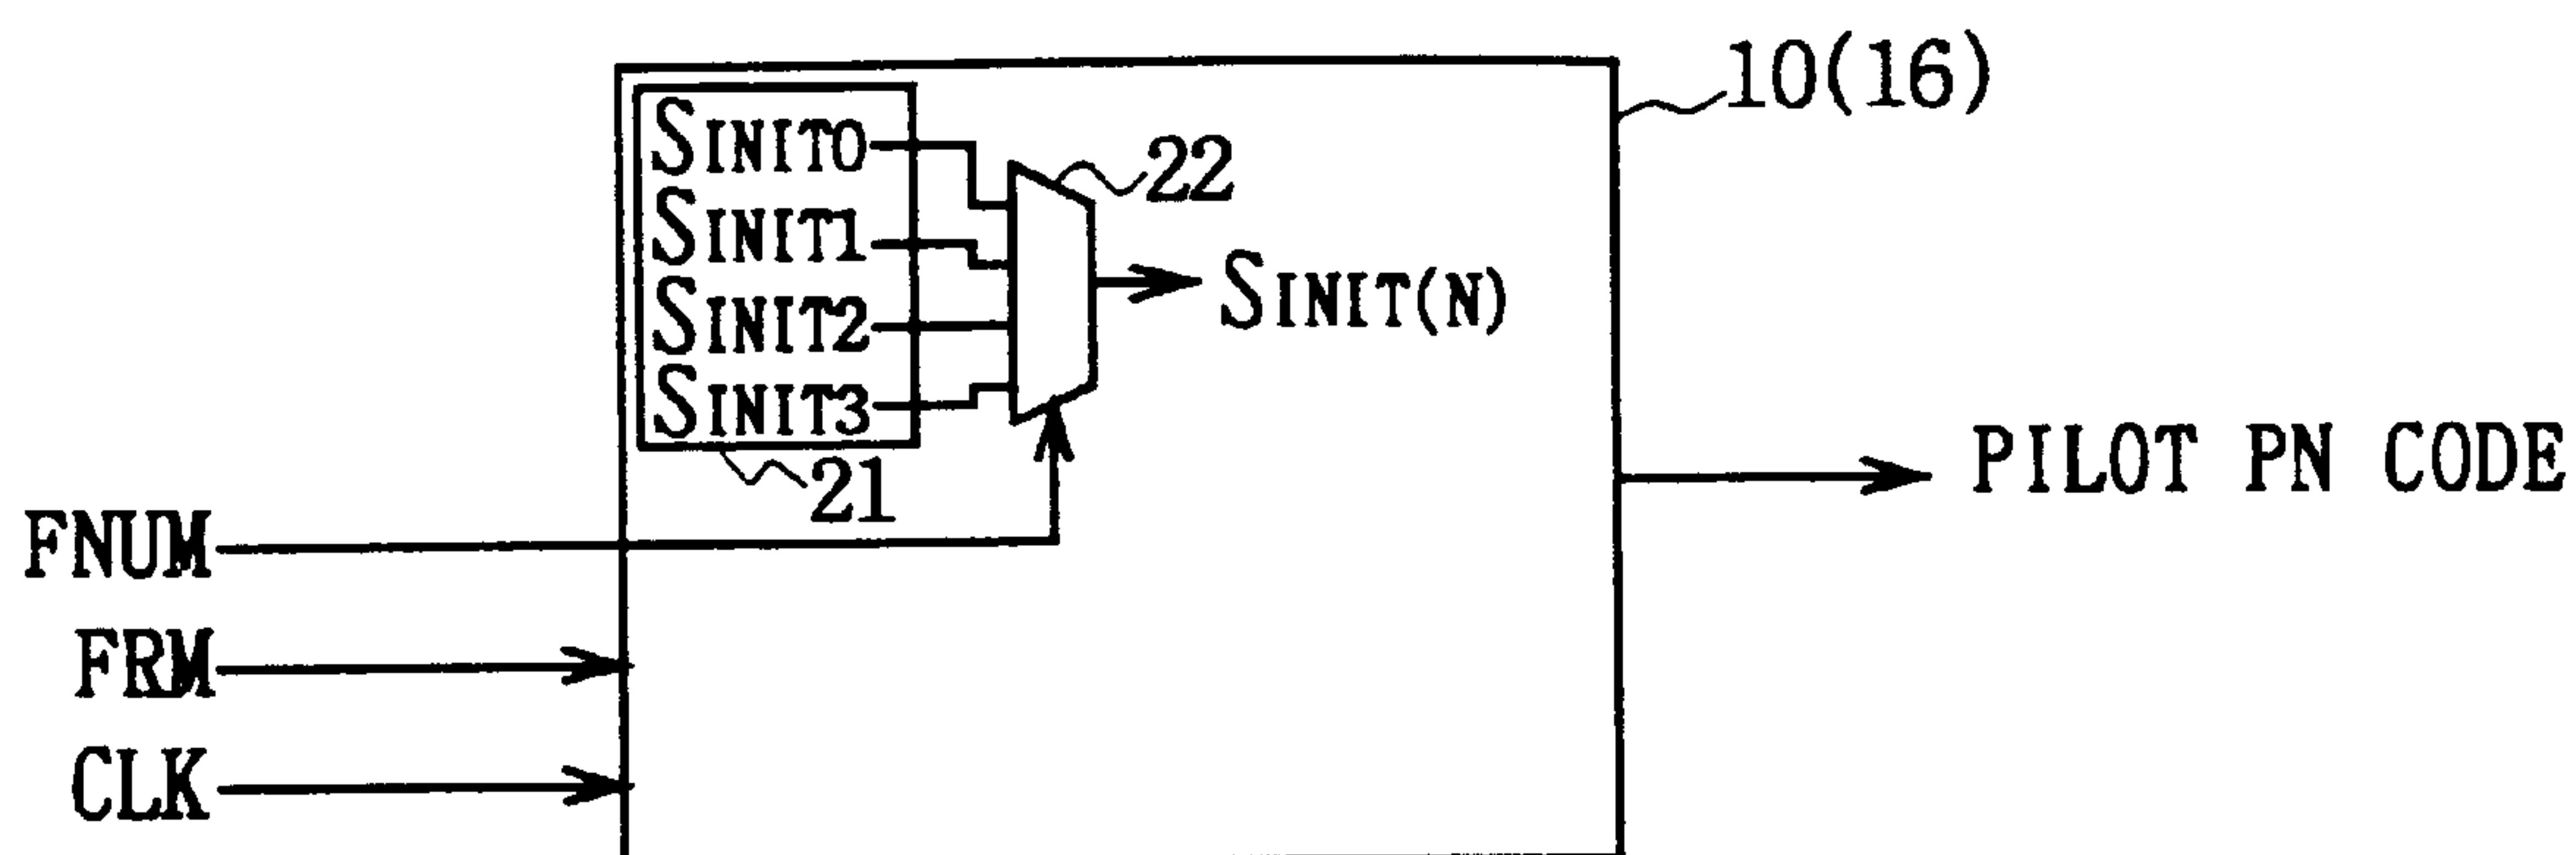 10(16)
SINIT0
22
SINIT1
SINIT(N)
SINIT2
SINIT3
PILOT PN CODE
21
FNUM
FRM
CLK